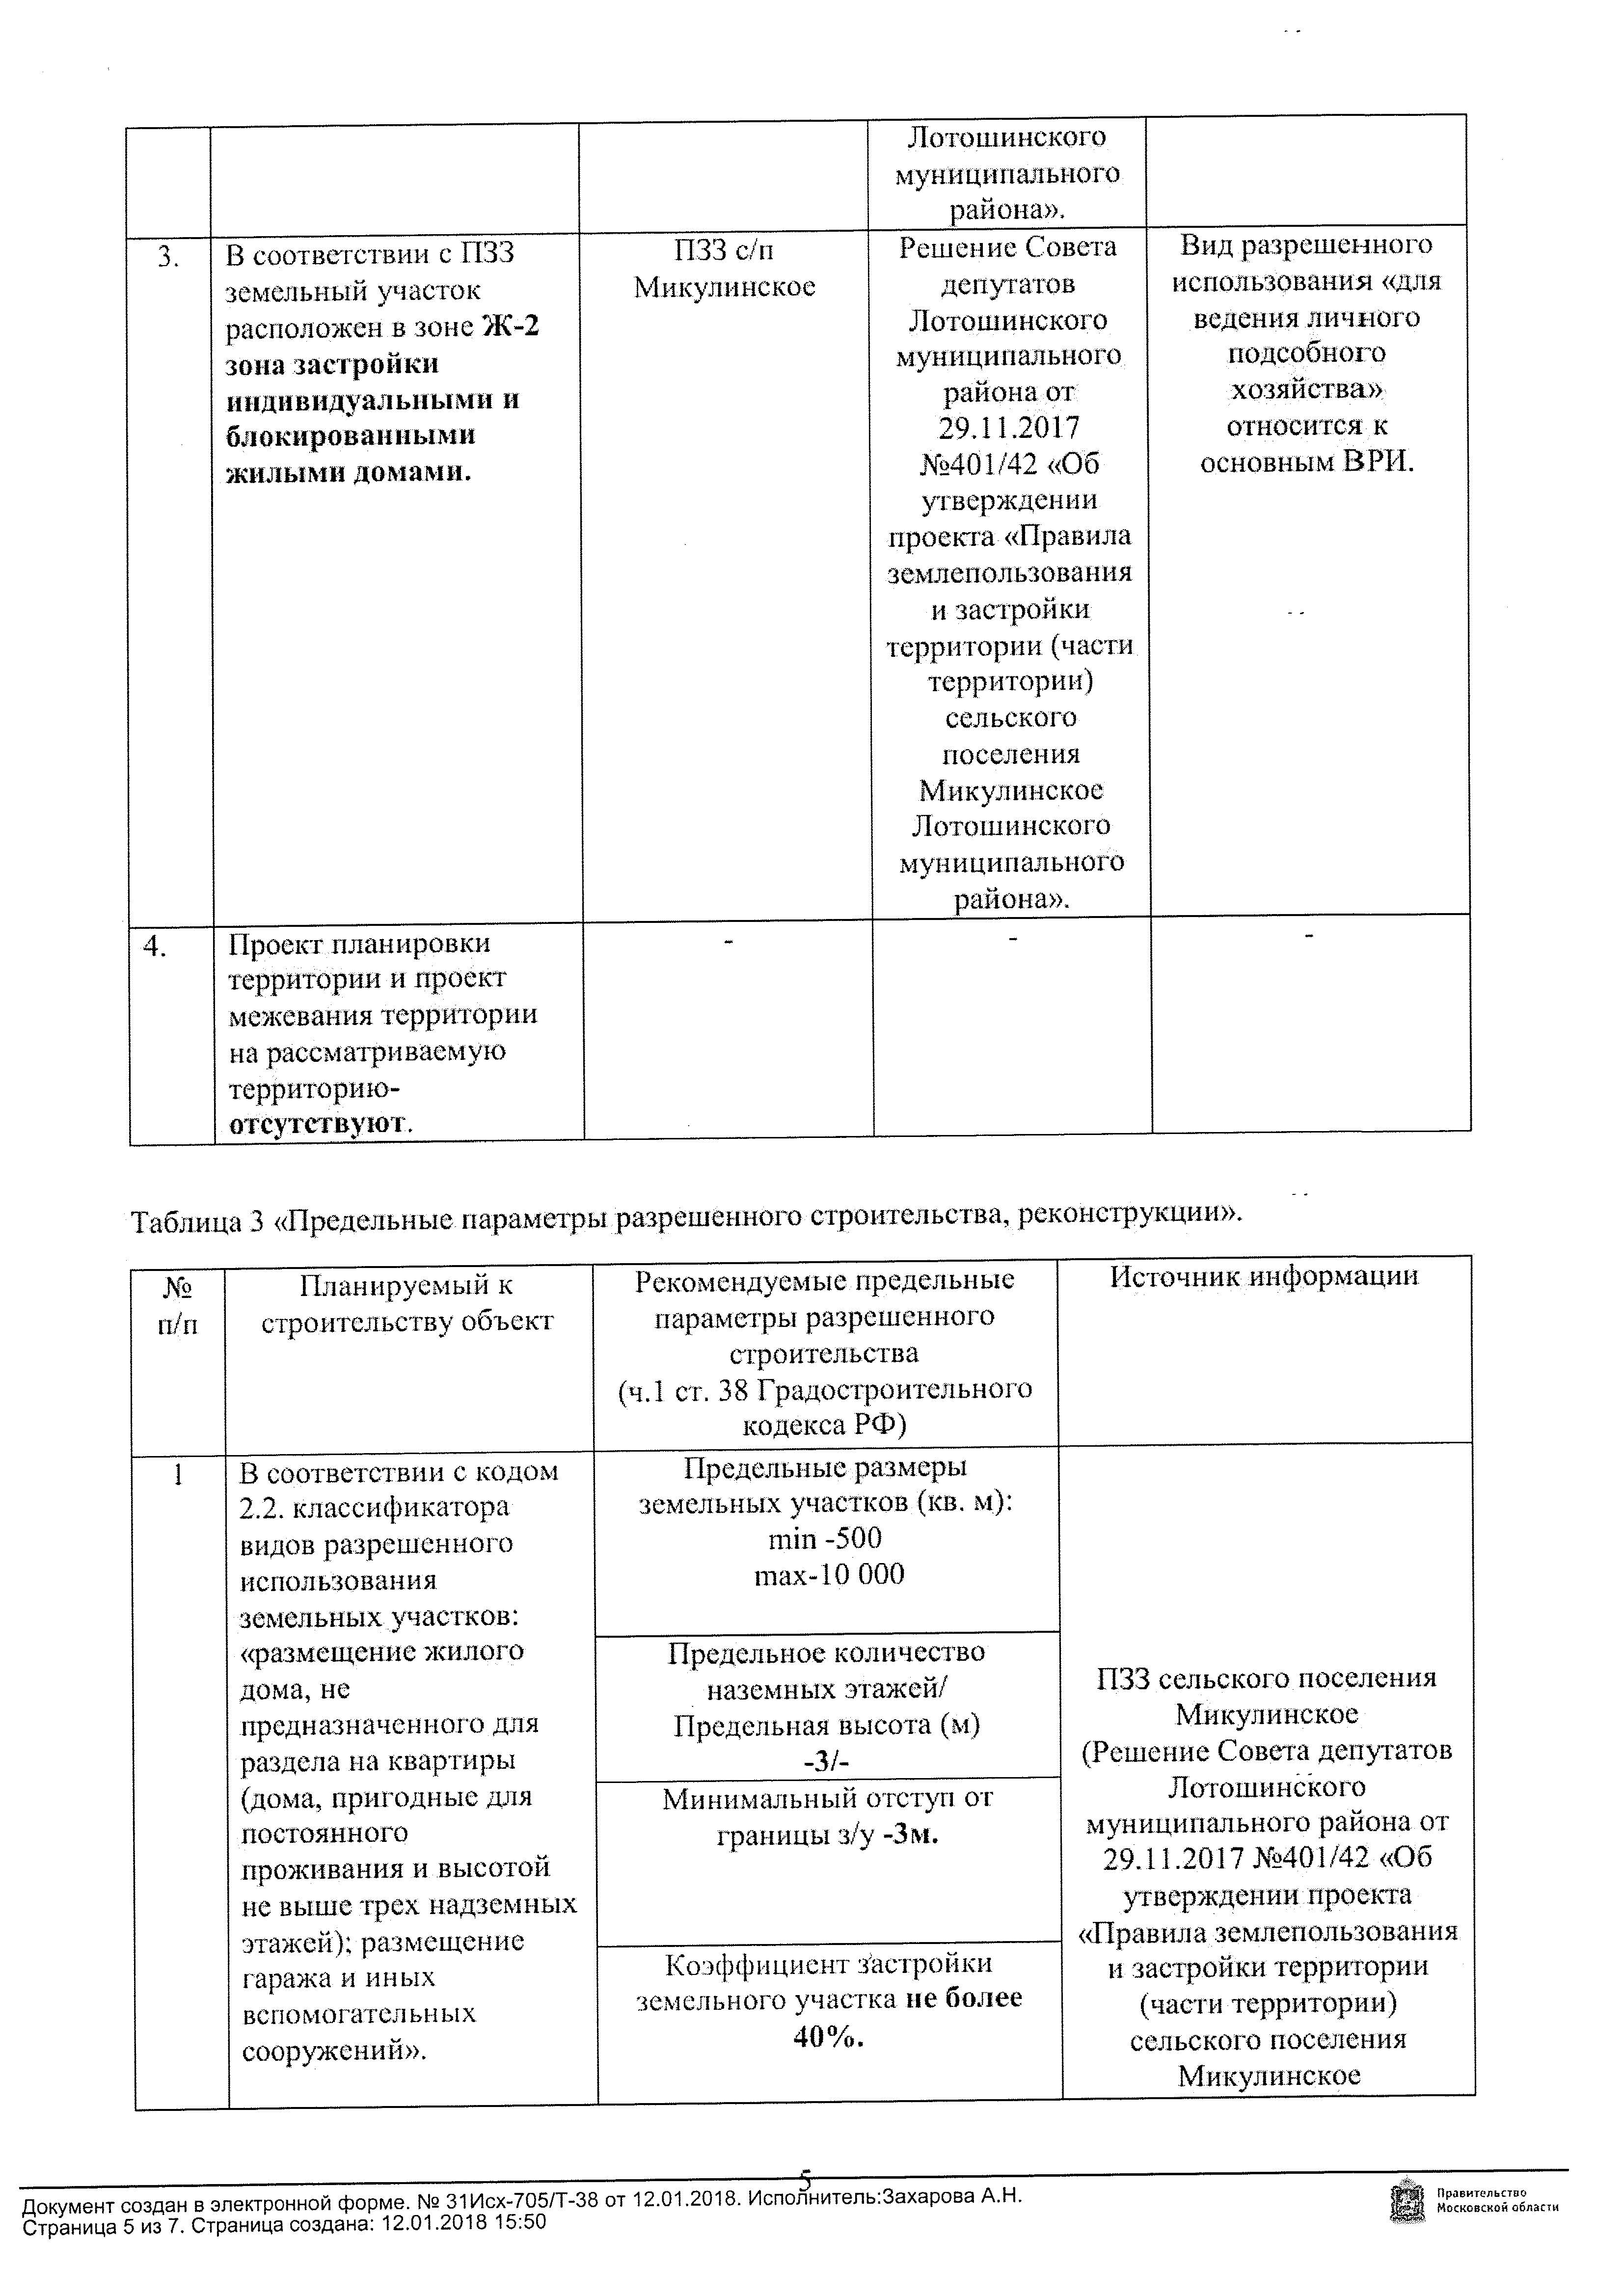 Лотошинского
муниципального
района».
3.
В соответствии с ПЗЗ
земельный участок
расположен в зоне Ж-2
зона застройки
индивидуальными и
блокированными
жилыми домами.
ПЗЗ с/п
Микулинское
Решение Совета
депутатов
Лотошинского
муниципального
района от
29.11.2017
№401/42 «Об
утверждении
проекта «Правила
землепользования
и застройки
территории (части
территории)
сельского
поселения
Микулинское
Лотошинского
муниципального
района».
Вид разрешенного
использования «для
ведения личного
подсобного
хозяйства»
относится к
основным ВРИ.
4.
Проект планировки
территории и проект
межевания территории
на рассматриваемую
территорию-
отсутствуют.
-
-
-
Таблица 3 «Предельные параметры разрешенного строительства, реконструкции».
№
п/п
Планируемый к
строительству объект
Рекомендуемые предельные
параметры разрешенного
строительства
(ч.1 ст. 38 Градостроительного
кодекса РФ)
Источник информации
1
В соответствии с кодом
2.2. классификатора
видов разрешенного
использования
земельных участков:
«размещение жилого
дома, не
предназначенного для
раздела на квартиры
(дома, пригодные для
постоянного
проживания и высотой
не выше трех надземных
этажей); размещение
гаража и иных
вспомогательных
сооружений».
Предельные размеры
земельных участков (кв. м):
min -500
max-10 000
Предельное количество
наземных этажей/
Предельная высота (м)
-3/-
Минимальный отступ от
границы з/у -3м.
Коэффициент застройки
земельного участка не более
40%.
ПЗЗ сельского поселения
Микулинское
(Решение Совета депутатов
Лотошинского
муниципального района от
29.11.2017 №401/42 «Об
утверждении проекта
«Правила землепользования
и застройки территории
(части территории)
сельского поселения
Микулинское
5
Документ создан в электронной форме. № 31Исх-705/Т-38 от 12.01.2018. Исполнитель:Захарова А.Н.
Страница 5 из 7. Страница создана: 12.01.2018 15:50
Правительство
Московской области